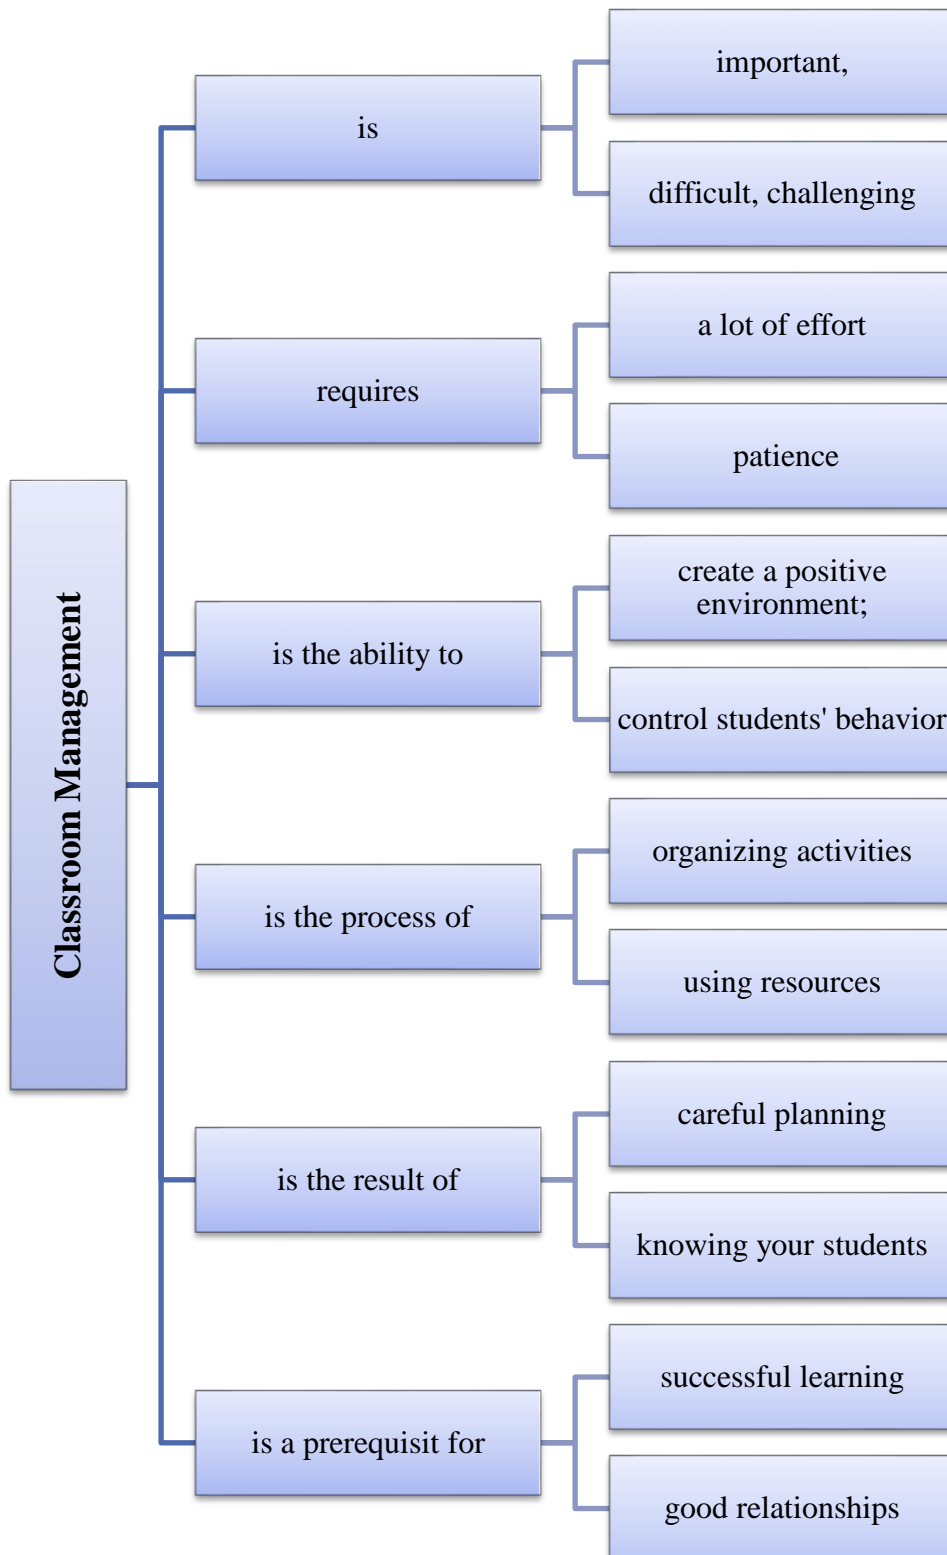 Classroom Management
is
important,
difficult, challenging
requires
a lot of effort
patience
is the ability to
create a positive
environment;
control students' behavior
is the process of
organizing activities
using resources
is the result of
careful planning
knowing your students
is a prerequisit for
successful learning
good relationships